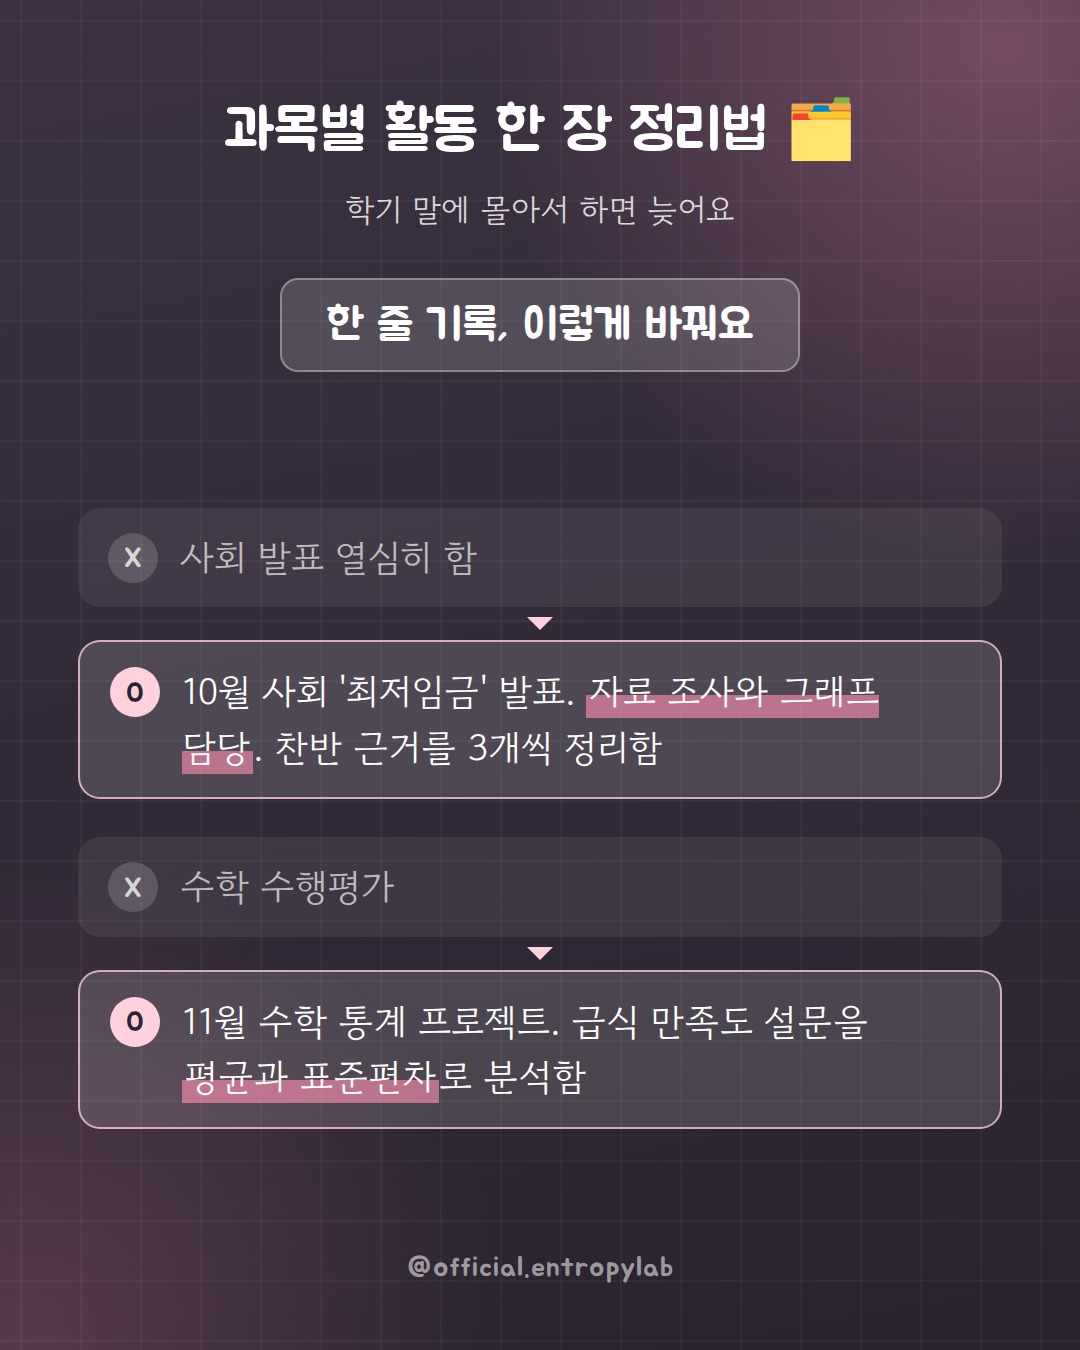 과목별 활동 한 장 정리법 🗂️
학기 말에 몰아서 하면 늦어요
한 줄 기록, 이렇게 바꿔요
X 사회 발표 열심히 함
O 10월 사회 '최저임금' 발표. 자료 조사와 그래프
담당. 찬반 근거를 3개씩 정리함
X 수학 수행평가
O 11월 수학 통계 프로젝트. 급식 만족도 설문을
평균과 표준편차로 분석함
@official.entropylab